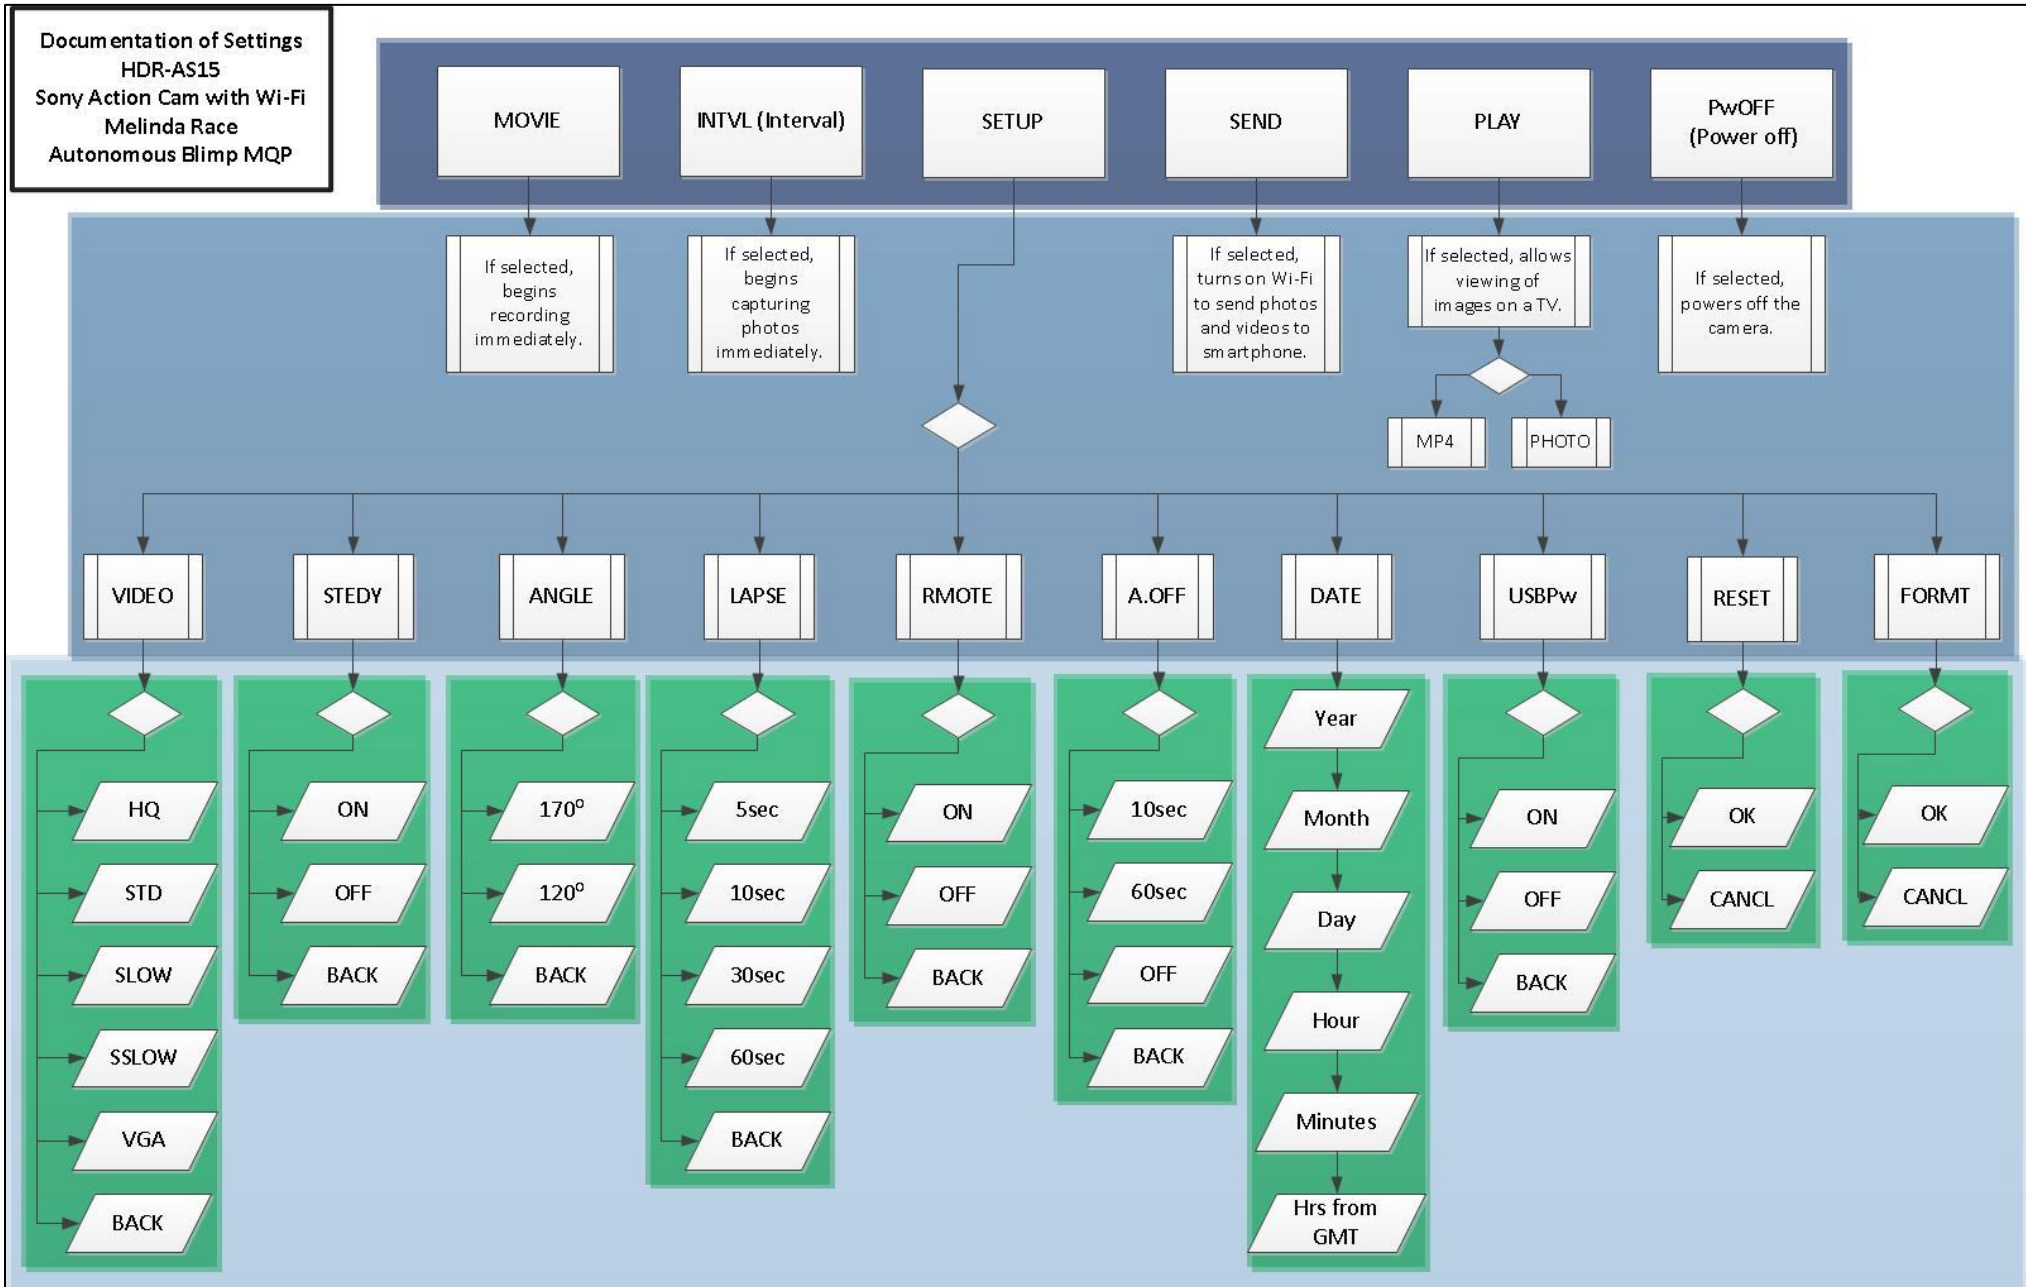 Documentation of Settings
HDR-AS15
Sony Action Cam with Wi-Fi
Melinda Race
Autonomous Blimp MQP
MOVIE
INTVL (Interval)
SETUP
SEND
PLAY
PwOFF
(Power off)
If selected,
begins
recording
immediately.
If selected,
begins
capturing
photos
immediately.
If selected,
turns on Wi-Fi
to send photos
and videos to
smartphone.
If selected, allows
viewing of
images on a TV.
If selected,
powers off the
camera.
MP4
PHOTO
VIDEO
STEDY
ANGLE
LAPSE
RMOTE
A.OFF
DATE
USBPw
RESET
FORMT
HQ
STD
SLOW
SSLOW
VGA
BACK
ON
OFF
BACK
170⁰
120⁰
BACK
5sec
10sec
30sec
60sec
BACK
ON
OFF
BACK
10sec
60sec
OFF
BACK
Year
Month
Day
Hour
Minutes
Hrs from
GMT
ON
OFF
BACK
OK
CANCL
OK
CANCL